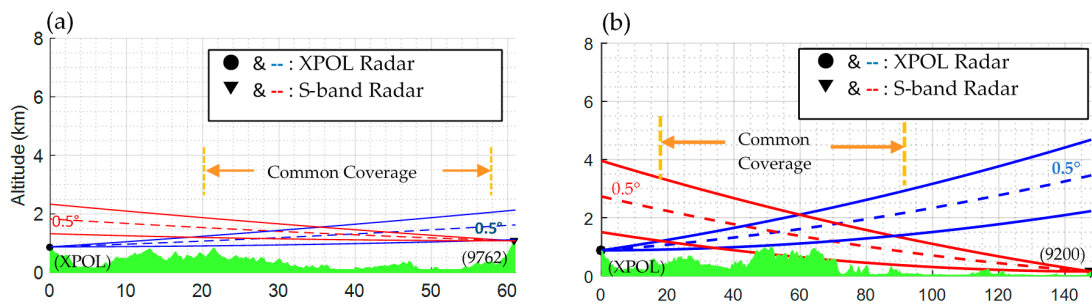 (a)
8
6
4
2
0
Altitude (km)
& -- : XPOL Radar
& -- : S-band Radar
Common Coverage
0.5°
0.5°
(XPOL)
(9762)
0 10 20 30 40 50 60
(b)
8
6
4
2
0
& -- : XPOL Radar
& -- : S-band Radar
Common
Coverage
0.5°
0.5°
(XPOL)
(9200)
0 20 40 60 80 100 120